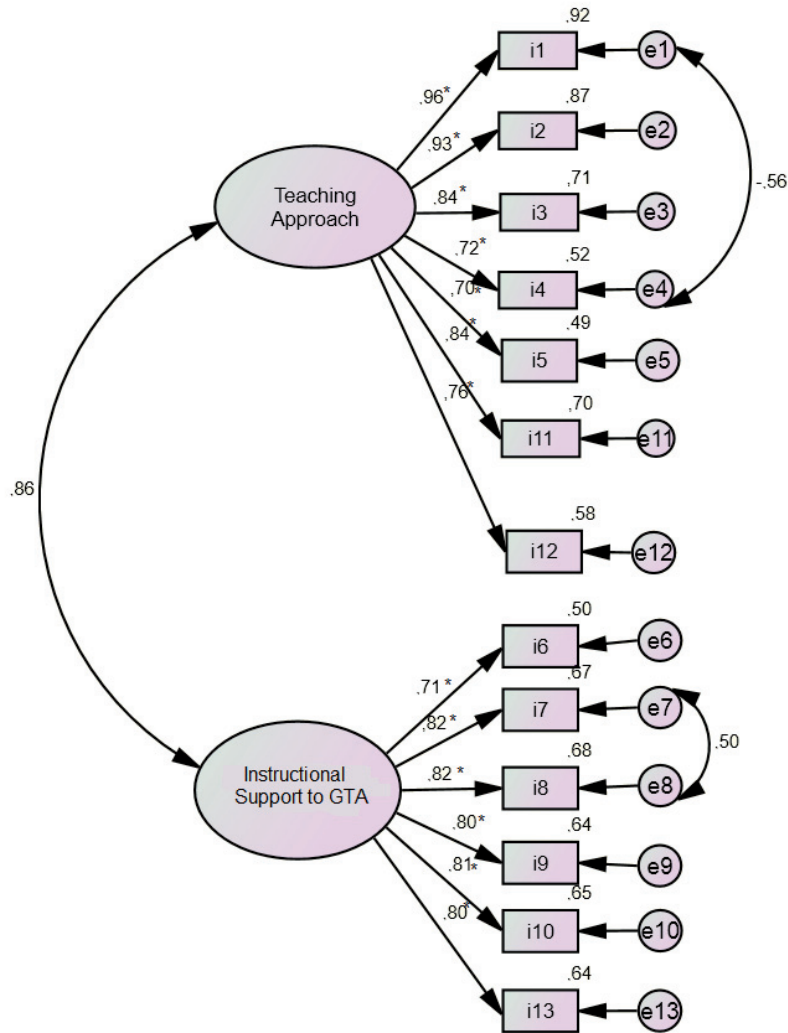 .92
i1
e1
.96*
.87
i2
e2
.93*
-.56
,71
i3
e3
.84*
Teaching
Approach
.52
i4
e4
.72*
.49
i5
e5
,70*
,70
i11
e11
.84*
.58
i12
e12
,76*
.86
.50
i6
e6
.71*
.67
i7
e7
,82*
.50
.68
i8
e8
.82 *
Instructional
Support to GTA
.64
i9
e9
.80*
.65
i10
e10
.81*
.64
i13
e13
.80*